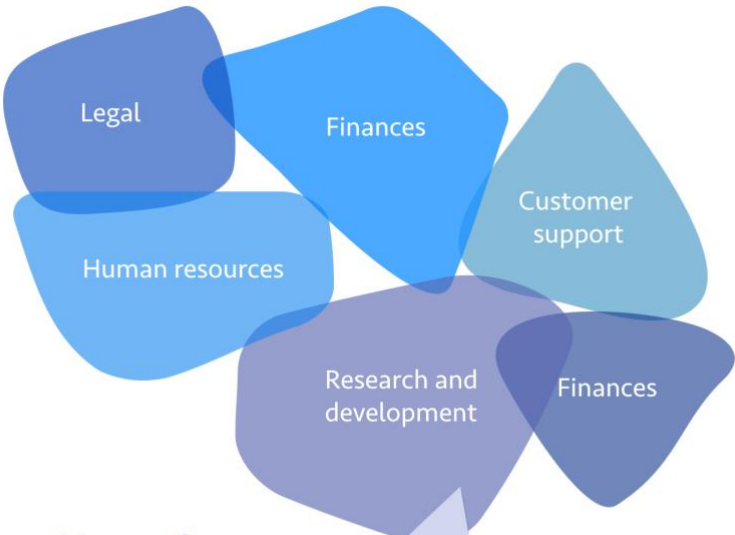 Legal
Finances
Customer
support
Human resources
Research and
development
Finances